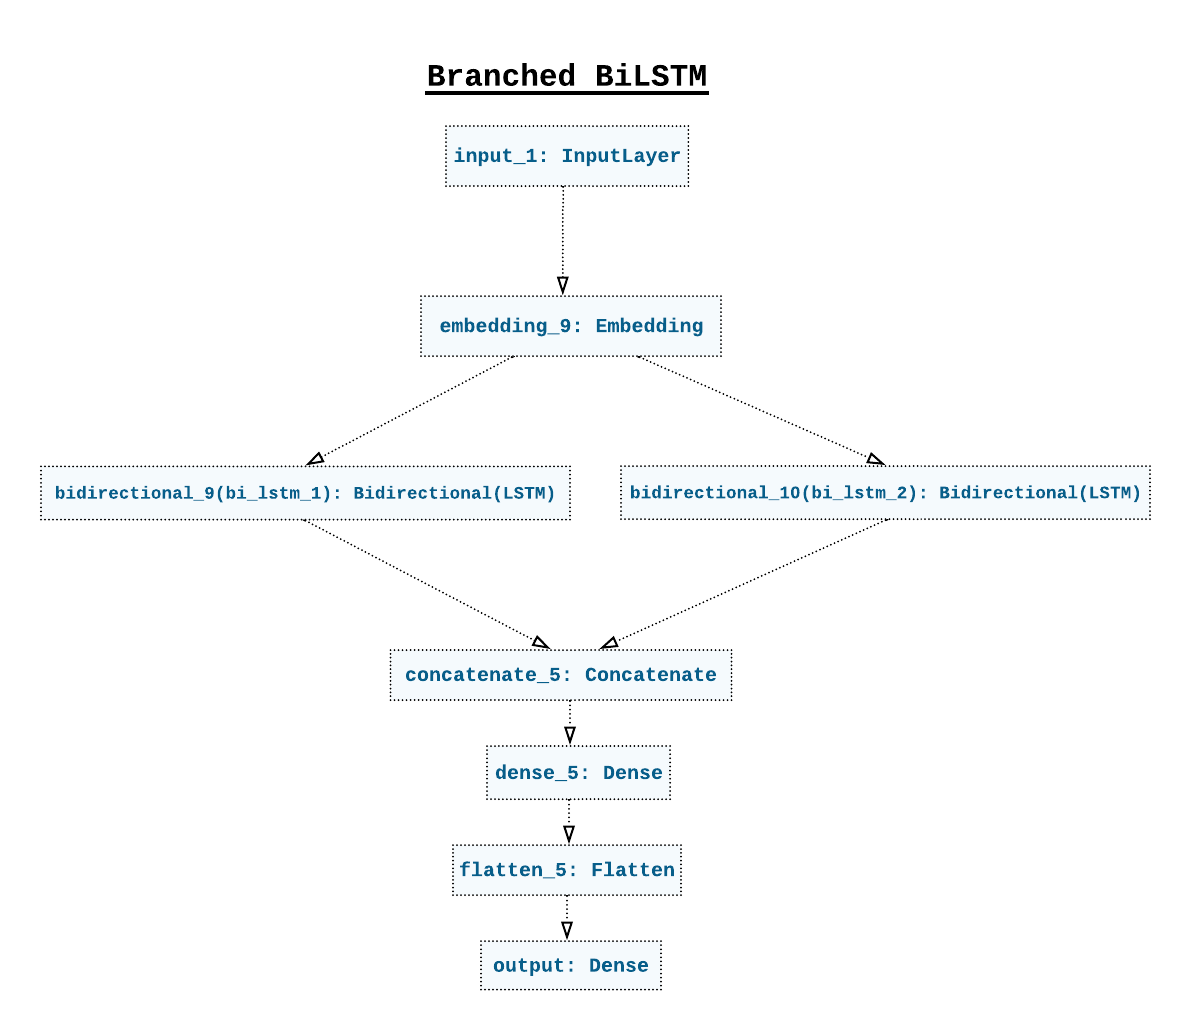 Branched BiLSTM
input_1: InputLayer
embedding_9: Embedding
bidirectional_9(bi_lstm_1): Bidirectional(LSTM)
bidirectional_10(bi_lstm_2): Bidirectional(LSTM)
concatenate_5: Concatenate
dense_5: Dense
flatten_5: Flatten
output: Dense